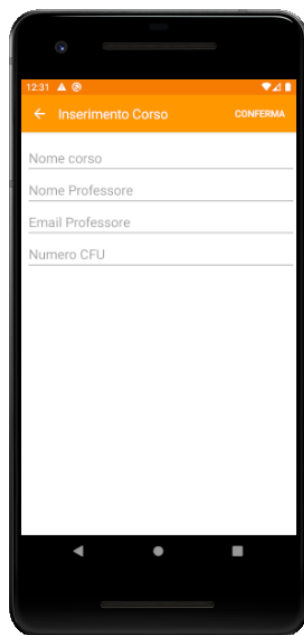 12:31
Inserimento Corso CONFERMA
Nome corso
Nome Professore
Email Professore
Numero CFU